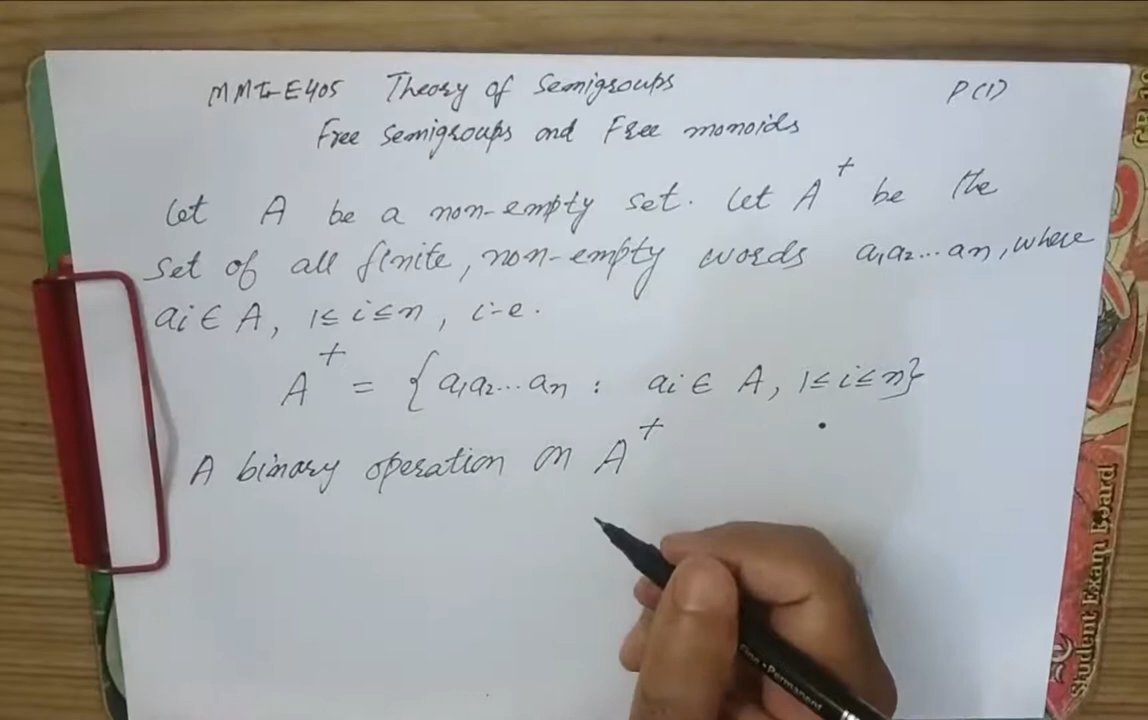 MMT-E405 Theory of Semigroups P(1)
Free Semigroups and Free monoids
Let A be a non-empty set. Let A⁺ be the
set of all finite, non-empty words a₁a₂...aₙ, where
aᵢ ∈ A, 1≤ i ≤ n, i-e.
A⁺ = {a₁a₂...aₙ : aᵢ ∈ A, 1≤ i ≤ n}
A binary operation on A⁺
Student Exam Board
Fine • Permanent